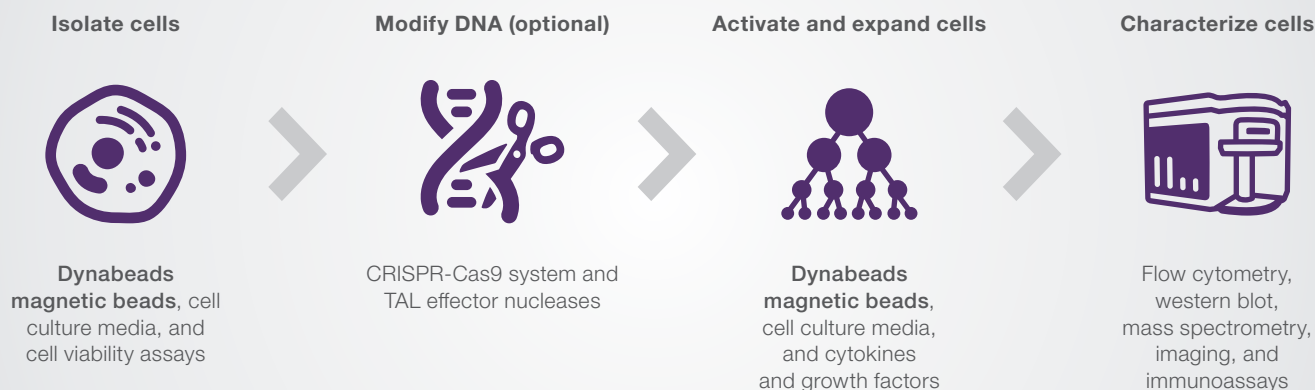 Isolate cells
Modify DNA (optional)
Activate and expand cells
Characterize cells
Dynabeads
magnetic beads, cell
culture media, and
cell viability assays
CRISPR-Cas9 system and
TAL effector nucleases
Dynabeads
magnetic beads,
cell culture media,
and cytokines
and growth factors
Flow cytometry,
western blot,
mass spectrometry,
imaging, and
immunoassays